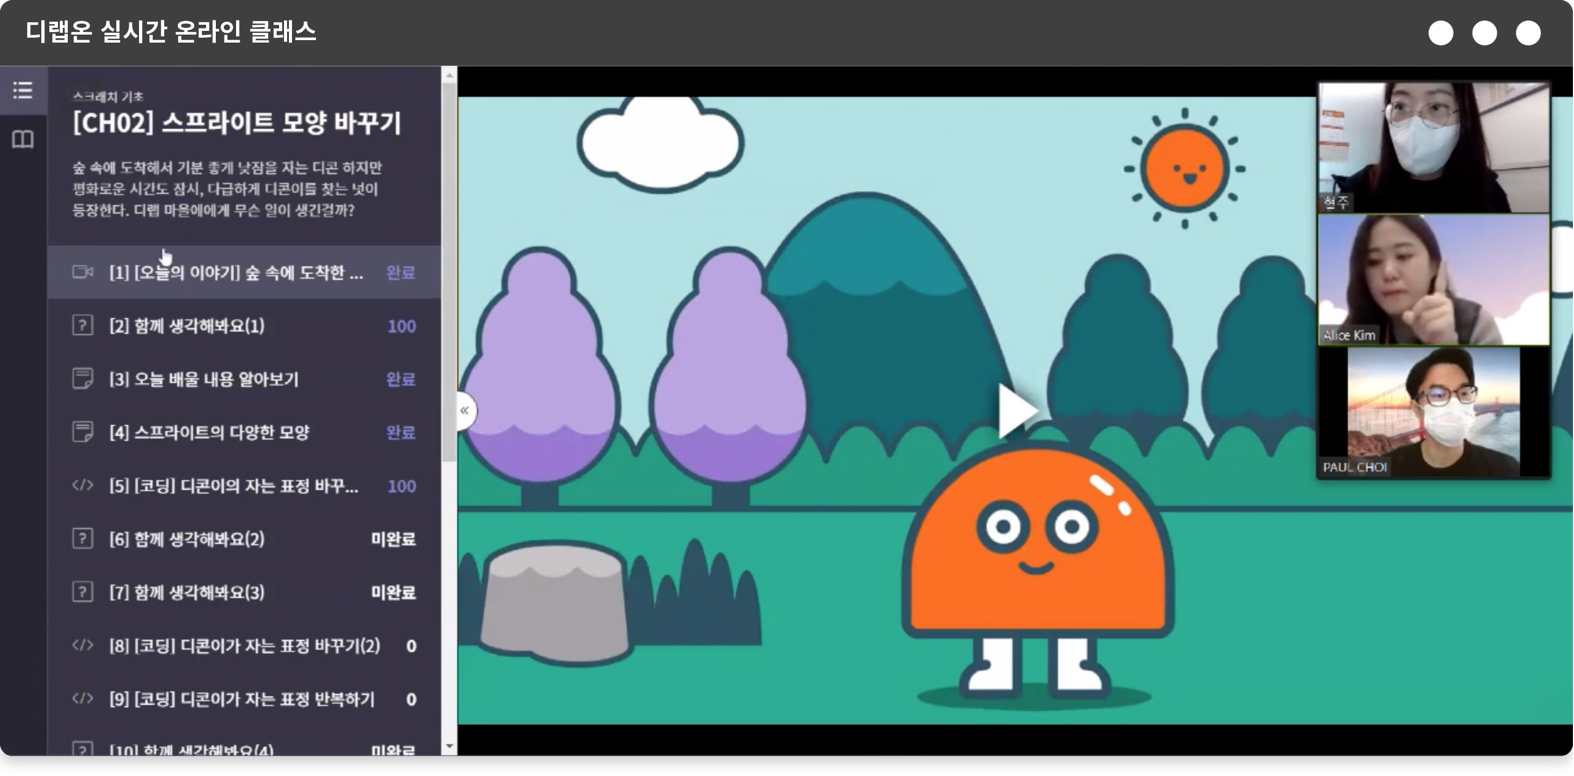 디랩온 실시간 온라인 클래스
스크래치 기초
[CH02] 스프라이트 모양 바꾸기
숲 속에 도착해서 기분 좋게 낮잠을 자는 디콘 하지만
평화로운 시간도 잠시, 다급하게 디콘이를 찾는 넛이
등장한다. 디랩 마을에에게 무슨 일이 생긴걸까?
[1] [오늘의 이야기] 숲 속에 도착한 ... 완료
[2] 함께 생각해봐요(1) 100
[3] 오늘 배울 내용 알아보기 완료
[4] 스프라이트의 다양한 모양 완료
[5] [코딩] 디콘이의 자는 표정 바꾸... 100
[6] 함께 생각해봐요(2) 미완료
[7] 함께 생각해봐요(3) 미완료
[8] [코딩] 디콘이가 자는 표정 바꾸기(2) 0
[9] [코딩] 디콘이가 자는 표정 반복하기 0
[10] 함께 생각해봐요(4) 미완료
현주
Alice Kim
PAUL CHOI